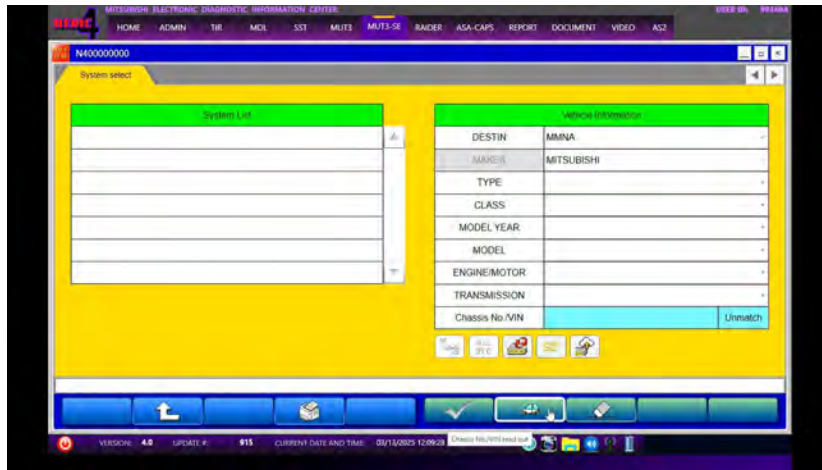 MITSUBISHI ELECTRONIC DIAGNOSTIC INFORMATION CENTER
MEDIC 4
HOME ADMIN TIR MDL SST MUT3 MUT3-SE RAIDER ASA-CAPS REPORT DOCUMENT VIDEO AS2
N400000000
System select
System List
Vehicle Information
DESTIN MMNA
MAKER MITSUBISHI
TYPE
CLASS
MODEL YEAR
MODEL
ENGINE/MOTOR
TRANSMISSION
Chassis No./VIN Unmatch
VERSION: 4.0 UPDATE #: 915 CURRENT DATE AND TIME: 03/13/2025 12:09:28
Chassis No./VIN read out